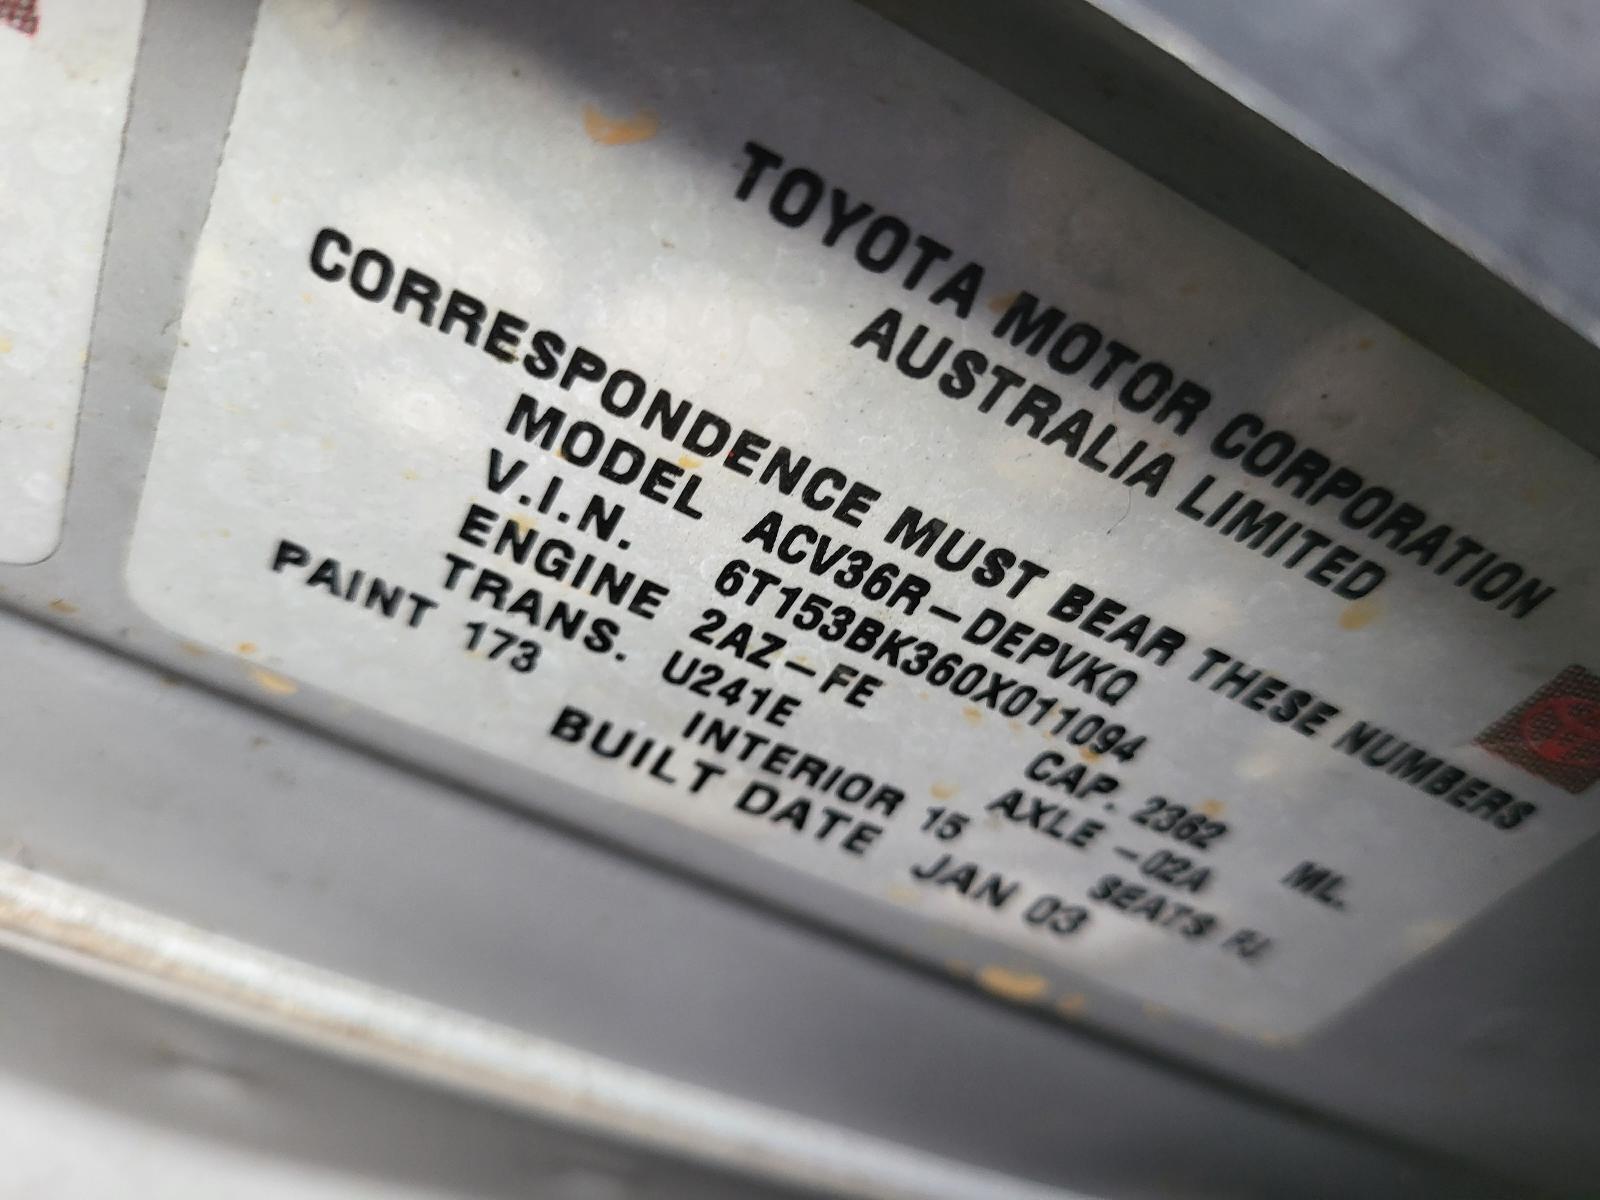 TOYOTA MOTOR CORPORATION
AUSTRALIA LIMITED
CORRESPONDENCE MUST BEAR THESE NUMBERS
MODEL ACV36R-DEPVKQ
V.I.N. 6T153BK360X011094
ENGINE 2AZ-FE CAP. 2362 ML.
TRANS. U241E AXLE -02A
PAINT 173 INTERIOR 15 SEATS FJ
BUILT DATE JAN 03